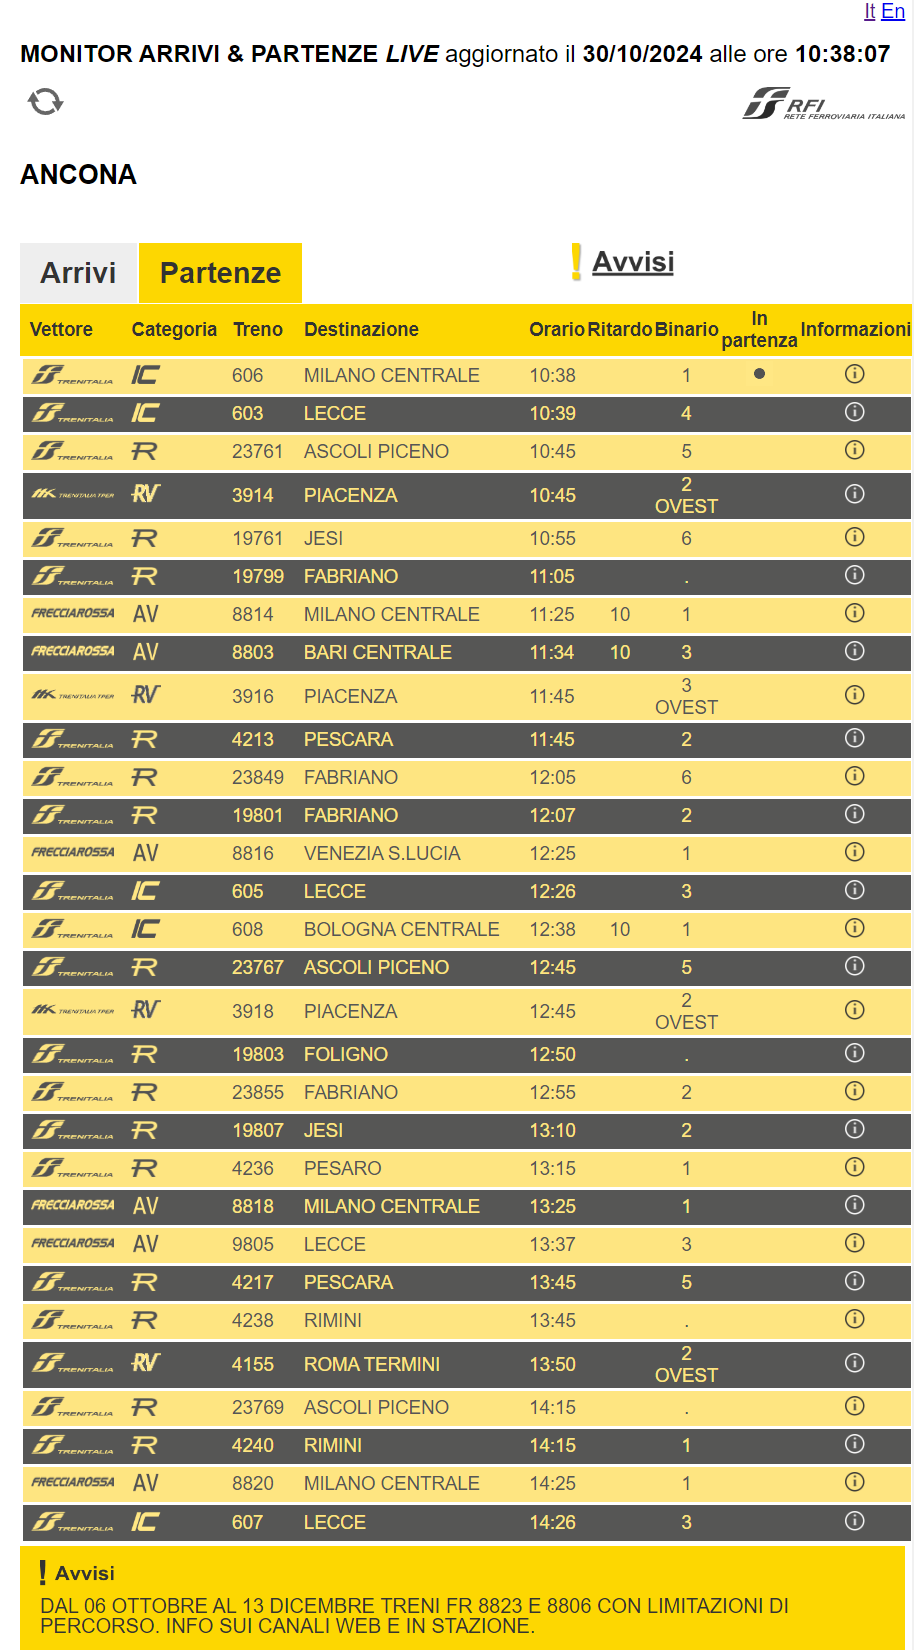 It En
MONITOR ARRIVI & PARTENZE LIVE aggiornato il 30/10/2024 alle ore 10:38:07
RFI
RETE FERROVIARIA ITALIANA
ANCONA
Arrivi Partenze ! Avvisi
Vettore Categoria Treno Destinazione Orario Ritardo Binario In partenza Informazioni
TRENITALIA IC 606 MILANO CENTRALE 10:38 1 ●
TRENITALIA IC 603 LECCE 10:39 4
TRENITALIA R 23761 ASCOLI PICENO 10:45 5
TRENITALIA TPER RV 3914 PIACENZA 10:45 2 OVEST
TRENITALIA R 19761 JESI 10:55 6
TRENITALIA R 19799 FABRIANO 11:05 .
FRECCIAROSSA AV 8814 MILANO CENTRALE 11:25 10 1
FRECCIAROSSA AV 8803 BARI CENTRALE 11:34 10 3
TRENITALIA TPER RV 3916 PIACENZA 11:45 3 OVEST
TRENITALIA R 4213 PESCARA 11:45 2
TRENITALIA R 23849 FABRIANO 12:05 6
TRENITALIA R 19801 FABRIANO 12:07 2
FRECCIAROSSA AV 8816 VENEZIA S.LUCIA 12:25 1
TRENITALIA IC 605 LECCE 12:26 3
TRENITALIA IC 608 BOLOGNA CENTRALE 12:38 10 1
TRENITALIA R 23767 ASCOLI PICENO 12:45 5
TRENITALIA TPER RV 3918 PIACENZA 12:45 2 OVEST
TRENITALIA R 19803 FOLIGNO 12:50 .
TRENITALIA R 23855 FABRIANO 12:55 2
TRENITALIA R 19807 JESI 13:10 2
TRENITALIA R 4236 PESARO 13:15 1
FRECCIAROSSA AV 8818 MILANO CENTRALE 13:25 1
FRECCIAROSSA AV 9805 LECCE 13:37 3
TRENITALIA R 4217 PESCARA 13:45 5
TRENITALIA R 4238 RIMINI 13:45 .
TRENITALIA RV 4155 ROMA TERMINI 13:50 2 OVEST
TRENITALIA R 23769 ASCOLI PICENO 14:15 .
TRENITALIA R 4240 RIMINI 14:15 1
FRECCIAROSSA AV 8820 MILANO CENTRALE 14:25 1
TRENITALIA IC 607 LECCE 14:26 3
! Avvisi
DAL 06 OTTOBRE AL 13 DICEMBRE TRENI FR 8823 E 8806 CON LIMITAZIONI DI
PERCORSO. INFO SUI CANALI WEB E IN STAZIONE.